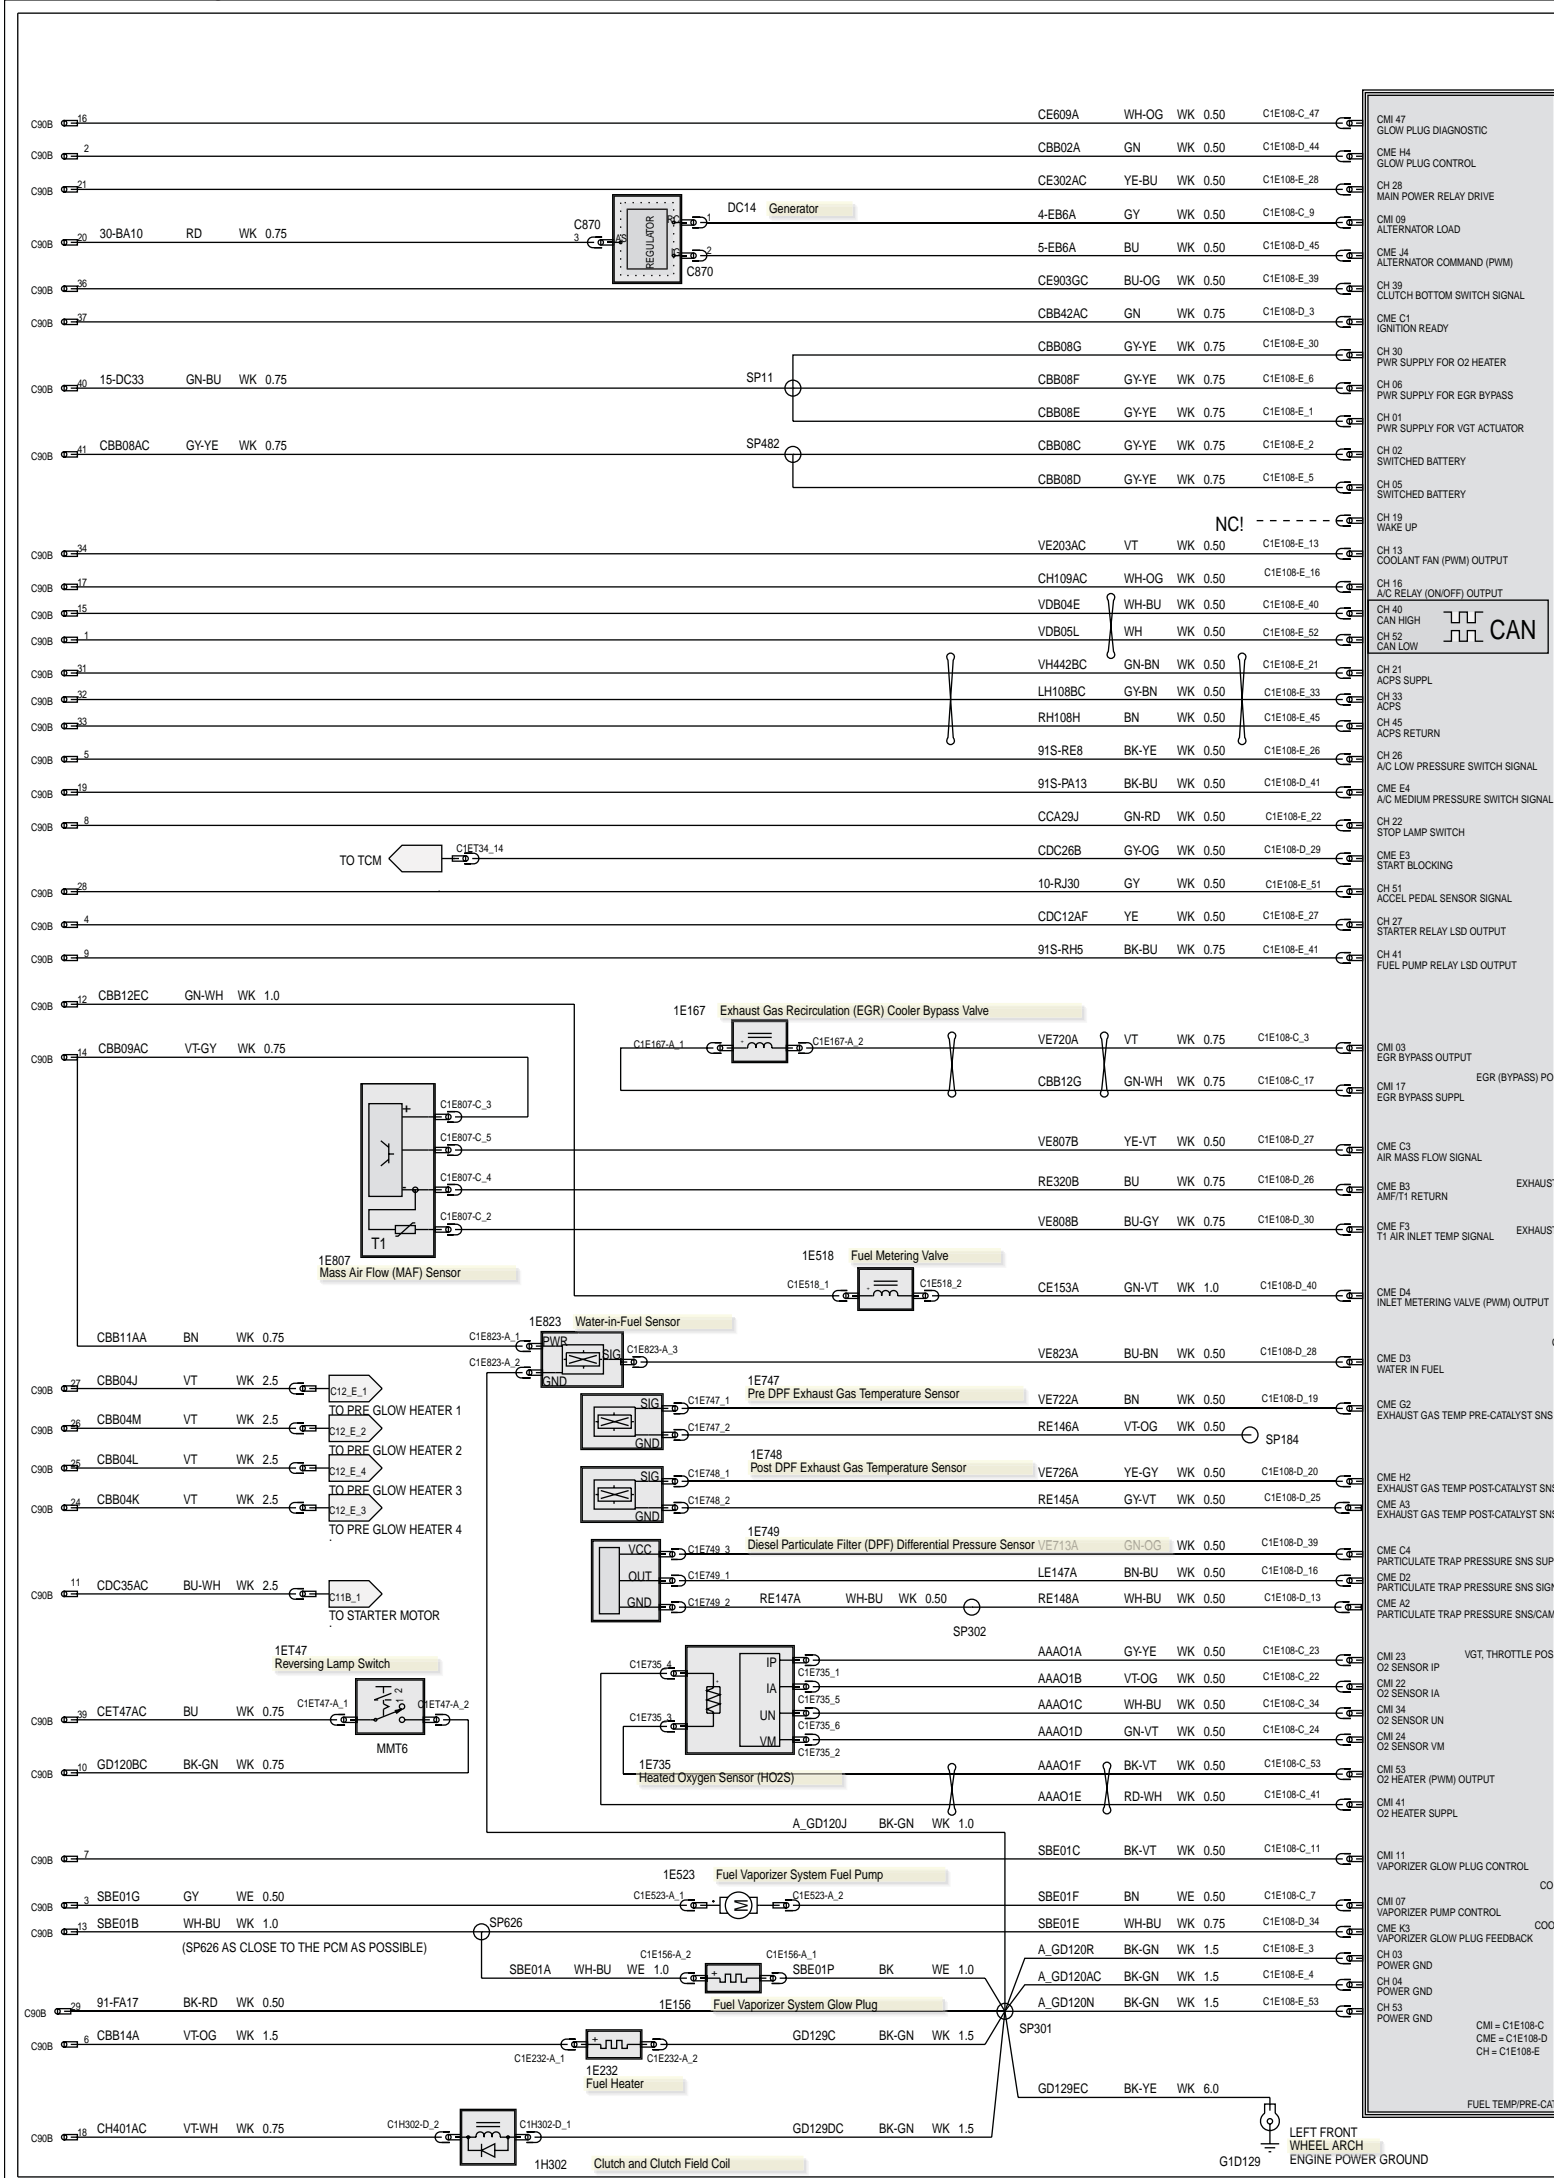 C90B 16 CE609A WH-OG WK 0.50 C1E108-C_47 CMI 47
GLOW PLUG DIAGNOSTIC
C90B 2 CBB02A GN WK 0.50 C1E108-D_44 CME H4
GLOW PLUG CONTROL
C90B 21 CE302AC YE-BU WK 0.50 C1E108-E_28 CH 28
MAIN POWER RELAY DRIVE
DC14 Generator
REGULATOR
C870 1 4-EB6A GY WK 0.50 C1E108-C_9 CMI 09
ALTERNATOR LOAD
C90B 20 30-BA10 RD WK 0.75 3 AS
2 5-EB6A BU WK 0.50 C1E108-D_45 CME J4
ALTERNATOR COMMAND (PWM)
C870
C90B 36 CE903GC BU-OG WK 0.50 C1E108-E_39 CH 39
CLUTCH BOTTOM SWITCH SIGNAL
C90B 37 CBB42AC GN WK 0.75 C1E108-D_3 CME C1
IGNITION READY
CBB08G GY-YE WK 0.75 C1E108-E_30 CH 30
PWR SUPPLY FOR O2 HEATER
C90B 40 15-DC33 GN-BU WK 0.75 SP11 CBB08F GY-YE WK 0.75 C1E108-E_6 CH 06
PWR SUPPLY FOR EGR BYPASS
CBB08E GY-YE WK 0.75 C1E108-E_1 CH 01
PWR SUPPLY FOR VGT ACTUATOR
C90B 41 CBB08AC GY-YE WK 0.75 SP482 CBB08C GY-YE WK 0.75 C1E108-E_2 CH 02
SWITCHED BATTERY
CBB08D GY-YE WK 0.75 C1E108-E_5 CH 05
SWITCHED BATTERY
NC! CH 19
WAKE UP
C90B 34 VE203AC VT WK 0.50 C1E108-E_13 CH 13
COOLANT FAN (PWM) OUTPUT
C90B 17 CH109AC WH-OG WK 0.50 C1E108-E_16 CH 16
A/C RELAY (ON/OFF) OUTPUT
C90B 15 VDB04E WH-BU WK 0.50 C1E108-E_40 CH 40
CAN HIGH
CAN
C90B 1 VDB05L WH WK 0.50 C1E108-E_52 CH 52
CAN LOW
C90B 31 VH442BC GN-BN WK 0.50 C1E108-E_21 CH 21
ACPS SUPPL
C90B 32 LH108BC GY-BN WK 0.50 C1E108-E_33 CH 33
ACPS
C90B 33 RH108H BN WK 0.50 C1E108-E_45 CH 45
ACPS RETURN
C90B 5 91S-RE8 BK-YE WK 0.50 C1E108-E_26 CH 26
A/C LOW PRESSURE SWITCH SIGNAL
C90B 19 91S-PA13 BK-BU WK 0.50 C1E108-D_41 CME E4
A/C MEDIUM PRESSURE SWITCH SIGNAL
C90B 8 CCA29J GN-RD WK 0.50 C1E108-E_22 CH 22
STOP LAMP SWITCH
TO TCM C1ET34_14 CDC26B GY-OG WK 0.50 C1E108-D_29 CME E3
START BLOCKING
C90B 28 10-RJ30 GY WK 0.50 C1E108-E_51 CH 51
ACCEL PEDAL SENSOR SIGNAL
C90B 4 CDC12AF YE WK 0.50 C1E108-E_27 CH 27
STARTER RELAY LSD OUTPUT
C90B 9 91S-RH5 BK-BU WK 0.75 C1E108-E_41 CH 41
FUEL PUMP RELAY LSD OUTPUT
C90B 12 CBB12EC GN-WH WK 1.0
1E167 Exhaust Gas Recirculation (EGR) Cooler Bypass Valve
C90B 14 CBB09AC VT-GY WK 0.75 C1E167-A_1 C1E167-A_2 VE720A VT WK 0.75 C1E108-C_3 CMI 03
EGR BYPASS OUTPUT
EGR (BYPASS) PO
CBB12G GN-WH WK 0.75 C1E108-C_17 CMI 17
EGR BYPASS SUPPL
+ C1E807-C_3
C1E807-C_5 VE807B YE-VT WK 0.50 C1E108-D_27 CME C3
AIR MASS FLOW SIGNAL
- C1E807-C_4 RE320B BU WK 0.75 C1E108-D_26 CME B3 EXHAUST
AMF/T1 RETURN
T1 C1E807-C_2 VE808B BU-GY WK 0.75 C1E108-D_30 CME F3
T1 AIR INLET TEMP SIGNAL EXHAUST
1E807
Mass Air Flow (MAF) Sensor
1E518 Fuel Metering Valve
C1E518_1 C1E518_2 CE153A GN-VT WK 1.0 C1E108-D_40 CME D4
INLET METERING VALVE (PWM) OUTPUT
1E823 Water-in-Fuel Sensor
CBB11AA BN WK 0.75 C1E823-A_1 PWR
C1E823-A_2 GND SIG C1E823-A_3 VE823A BU-BN WK 0.50 C1E108-D_28 CME D3
WATER IN FUEL
C90B 27 CBB04J VT WK 2.5 C12_E_1
TO PRE GLOW HEATER 1
1E747
Pre DPF Exhaust Gas Temperature Sensor
SIG C1E747_1 VE722A BN WK 0.50 C1E108-D_19 CME G2
EXHAUST GAS TEMP PRE-CATALYST SNS
C90B 26 CBB04M VT WK 2.5 C12_E_2
TO PRE GLOW HEATER 2
GND C1E747_2 RE146A VT-OG WK 0.50 SP184
C90B 25 CBB04L VT WK 2.5 C12_E_4
TO PRE GLOW HEATER 3
1E748
Post DPF Exhaust Gas Temperature Sensor
SIG C1E748_1 VE726A YE-GY WK 0.50 C1E108-D_20 CME H2
EXHAUST GAS TEMP POST-CATALYST SNS
C90B 24 CBB04K VT WK 2.5 C12_E_3
TO PRE GLOW HEATER 4
GND C1E748_2 RE145A GY-VT WK 0.50 C1E108-D_25 CME A3
EXHAUST GAS TEMP POST-CATALYST SNS
1E749
Diesel Particulate Filter (DPF) Differential Pressure Sensor
VCC C1E749_3 VE713A GN-OG WK 0.50 C1E108-D_39 CME C4
PARTICULATE TRAP PRESSURE SNS SUP
OUT C1E749_1 LE147A BN-BU WK 0.50 C1E108-D_16 CME D2
PARTICULATE TRAP PRESSURE SNS SIGN
C90B 11 CDC35AC BU-WH WK 2.5 C11B_1
TO STARTER MOTOR
GND C1E749_2 RE147A WH-BU WK 0.50 SP302 RE148A WH-BU WK 0.50 C1E108-D_13 CME A2
PARTICULATE TRAP PRESSURE SNS/CAM
1ET47
Reversing Lamp Switch
C1E735_4 IP C1E735_1 AAAO1A GY-YE WK 0.50 C1E108-C_23 CMI 23 VGT, THROTTLE POS
O2 SENSOR IP
IA C1E735_5 AAAO1B VT-OG WK 0.50 C1E108-C_22 CMI 22
O2 SENSOR IA
C1E735_3 UN C1E735_6 AAAO1C WH-BU WK 0.50 C1E108-C_34 CMI 34
O2 SENSOR UN
VM C1E735_2 AAAO1D GN-VT WK 0.50 C1E108-C_24 CMI 24
O2 SENSOR VM
C90B 39 CET47AC BU WK 0.75 C1ET47-A_1 1 2 C1ET47-A_2
MMT6
1E735
Heated Oxygen Sensor (HO2S)
AAAO1F BK-VT WK 0.50 C1E108-C_53 CMI 53
O2 HEATER (PWM) OUTPUT
C90B 10 GD120BC BK-GN WK 0.75
AAAO1E RD-WH WK 0.50 C1E108-C_41 CMI 41
O2 HEATER SUPPL
A_GD120J BK-GN WK 1.0
C90B 7 SBE01C BK-VT WK 0.50 C1E108-C_11 CMI 11
VAPORIZER GLOW PLUG CONTROL
1E523 Fuel Vaporizer System Fuel Pump
CO
C90B 3 SBE01G GY WE 0.50 C1E523-A_1 M C1E523-A_2 SBE01F BN WE 0.50 C1E108-C_7 CMI 07
VAPORIZER PUMP CONTROL
C90B 13 SBE01B WH-BU WK 1.0 SP626 SBE01E WH-BU WK 0.75 C1E108-D_34 CME K3 COO
VAPORIZER GLOW PLUG FEEDBACK
(SP626 AS CLOSE TO THE PCM AS POSSIBLE)
A_GD120R BK-GN WK 1.5 C1E108-E_3 CH 03
POWER GND
SBE01A WH-BU WE 1.0 C1E156-A_2 C1E156-A_1 SBE01P BK WE 1.0
A_GD120AC BK-GN WK 1.5 C1E108-E_4 CH 04
POWER GND
C90B 29 91-FA17 BK-RD WK 0.50 1E156 Fuel Vaporizer System Glow Plug
A_GD120N BK-GN WK 1.5 C1E108-E_53 CH 53
POWER GND
SP301
C90B 6 CBB14A VT-OG WK 1.5 C1E232-A_1 C1E232-A_2 GD129C BK-GN WK 1.5
1E232
Fuel Heater
CMI = C1E108-C
CME = C1E108-D
CH = C1E108-E
GD129EC BK-YE WK 6.0
FUEL TEMP/PRE-CAT
C90B 18 CH401AC VT-WH WK 0.75 C1H302-D_2 C1H302-D_1 GD129DC BK-GN WK 1.5
1H302 Clutch and Clutch Field Coil
G1D129
LEFT FRONT
WHEEL ARCH
ENGINE POWER GROUND